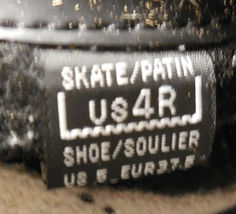 SKATE/PATIN
US4R
SHOE/SOULIER
US 5 EUR37.5